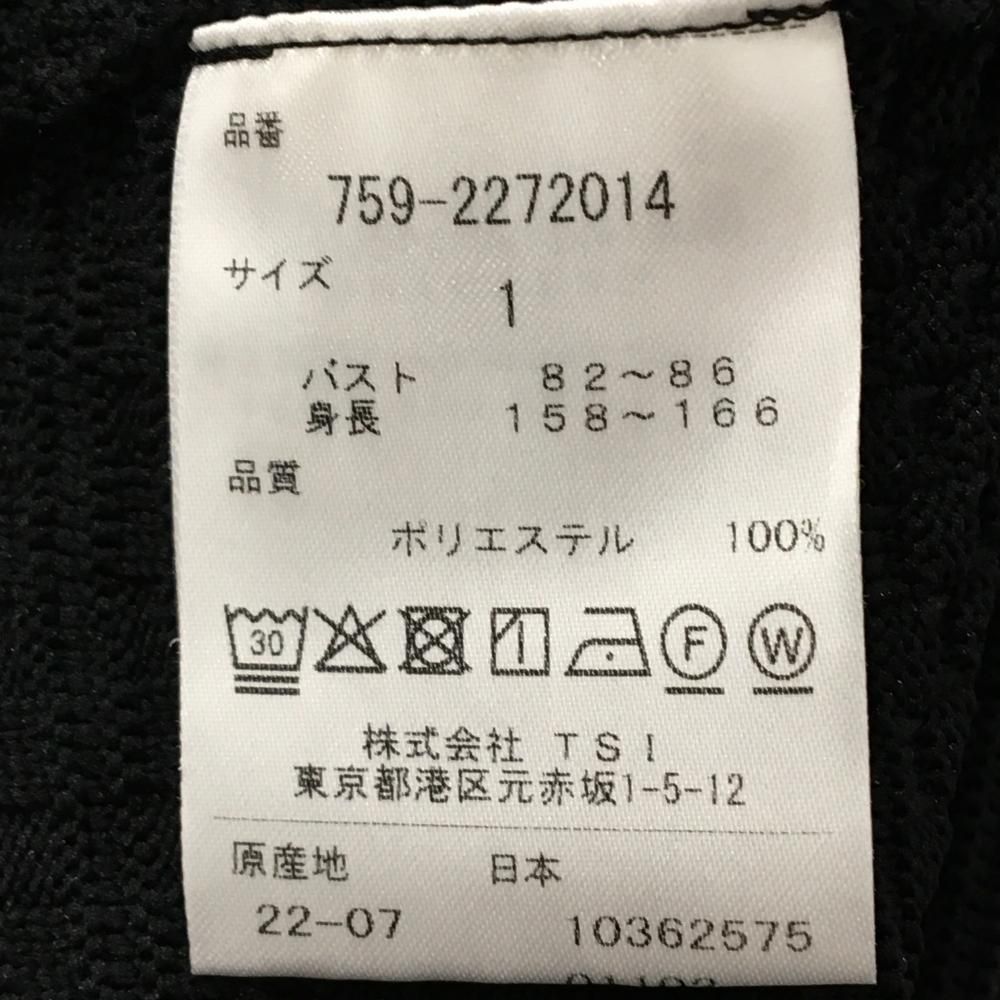 品番
759-2272014
サイズ
1
バスト 82～86
身長 158～166
品質
ポリエステル 100%
30 F W
株式会社 TSI
東京都港区元赤坂1-5-12
原産地 日本
22-07 10362575